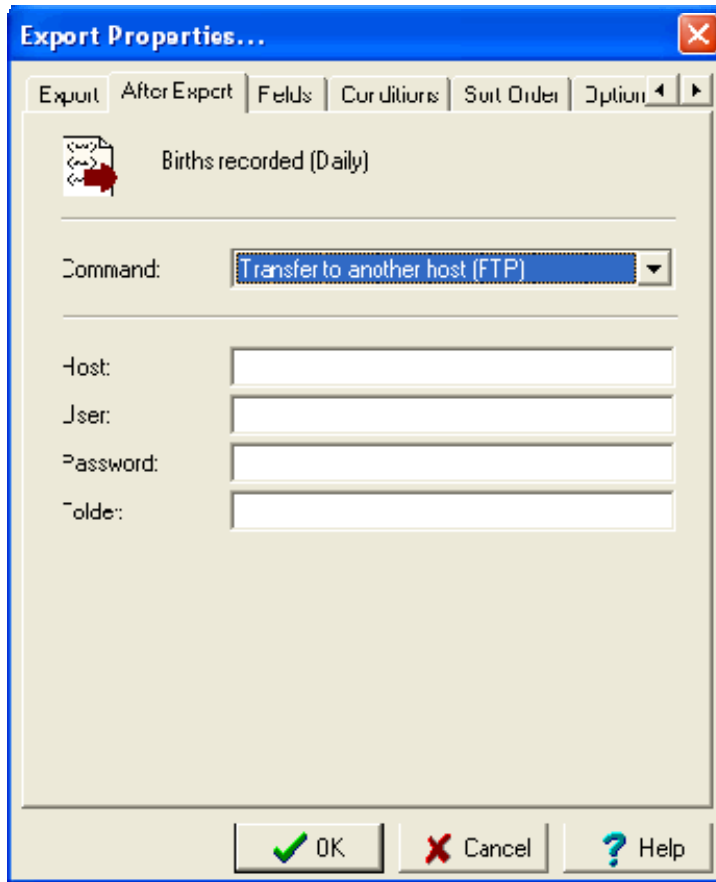 Export Properties...
Export After Export Fields Conditions Sort Order Option
Births recorded (Daily)
Command: Transfer to another host (FTP)
Host:
User:
Password:
Folder:
OK Cancel Help